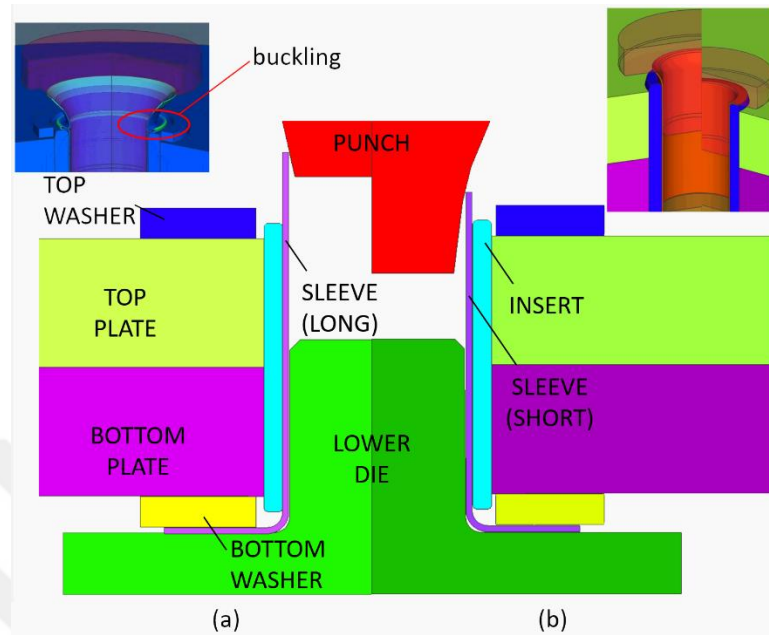 buckling
PUNCH
TOP
WASHER
SLEEVE
(LONG)
INSERT
TOP
PLATE
SLEEVE
(SHORT)
BOTTOM
PLATE
LOWER
DIE
BOTTOM
WASHER
(a)
(b)